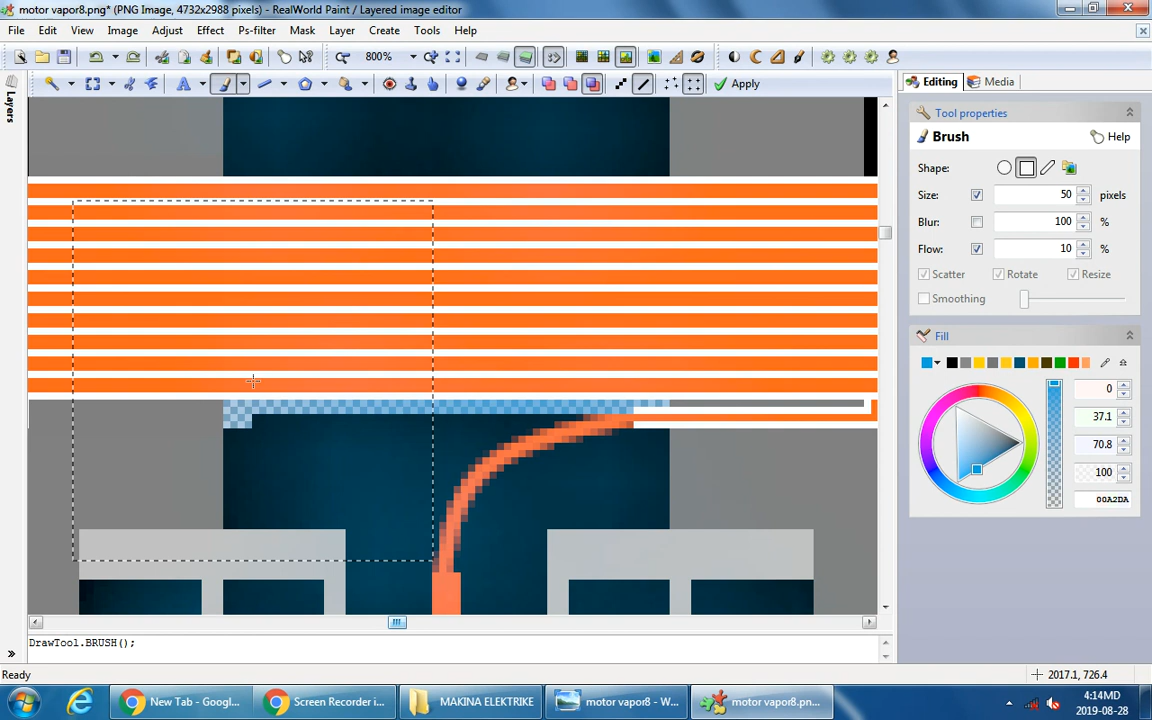 motor vapor8.png* (PNG Image, 4732x2988 pixels) - RealWorld Paint / Layered image editor
File Edit View Image Adjust Effect Ps-filter Mask Layer Create Tools Help
800%
Apply
Editing Media
Layers
Tool properties
Brush Help
Shape:
Size: 50 pixels
Blur: 100 %
Flow: 10 %
Scatter Rotate Resize
Smoothing
Fill
0
37.1
70.8
100
00A2DA
DrawTool.BRUSH();
Ready 2017.1, 726.4
New Tab - Googl... Screen Recorder i... MAKINA ELEKTRIKE motor vapor8 - W... motor vapor8.pn...
4:14MD
2019-08-28